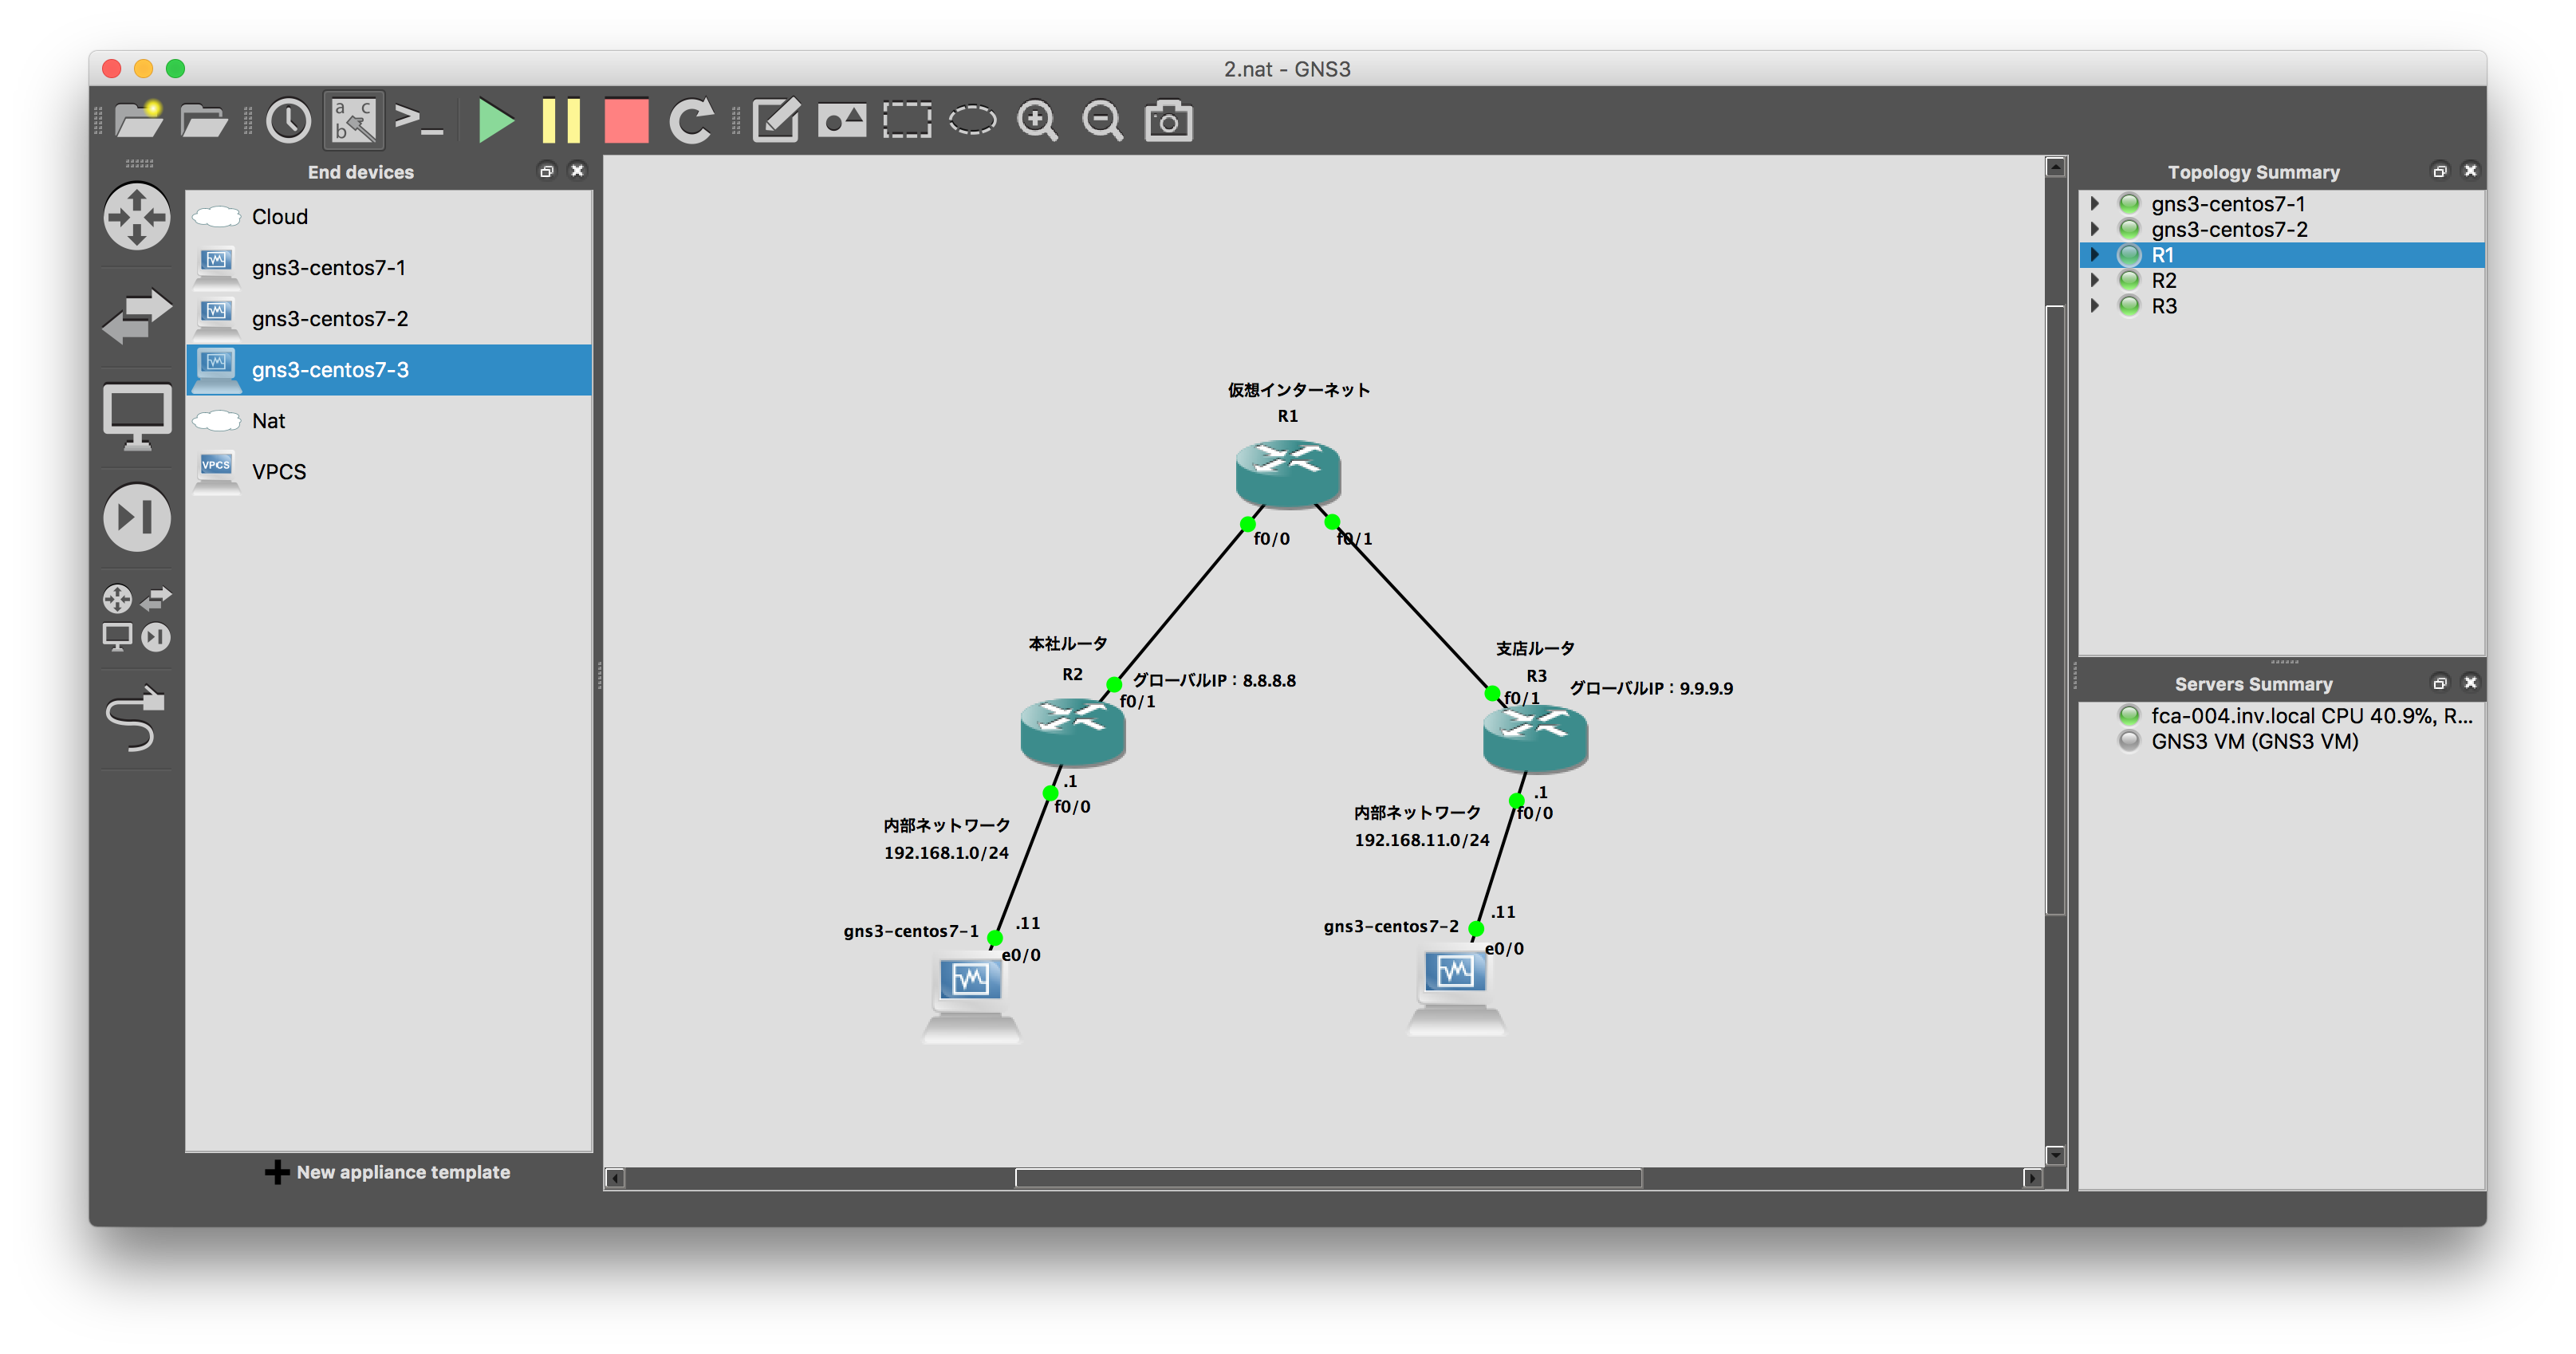 2.nat - GNS3
a c
b
>_
End devices
Cloud
gns3-centos7-1
gns3-centos7-2
gns3-centos7-3
Nat
VPCS
VPCS
New appliance template
仮想インターネット
R1
f0/0
f0/1
本社ルータ
R2
グローバルIP：8.8.8.8
f0/1
支店ルータ
R3
グローバルIP：9.9.9.9
f0/1
.1
f0/0
内部ネットワーク
192.168.1.0/24
.1
f0/0
内部ネットワーク
192.168.11.0/24
gns3-centos7-1
.11
e0/0
gns3-centos7-2
.11
e0/0
Topology Summary
gns3-centos7-1
gns3-centos7-2
R1
R2
R3
Servers Summary
fca-004.inv.local CPU 40.9%, R...
GNS3 VM (GNS3 VM)